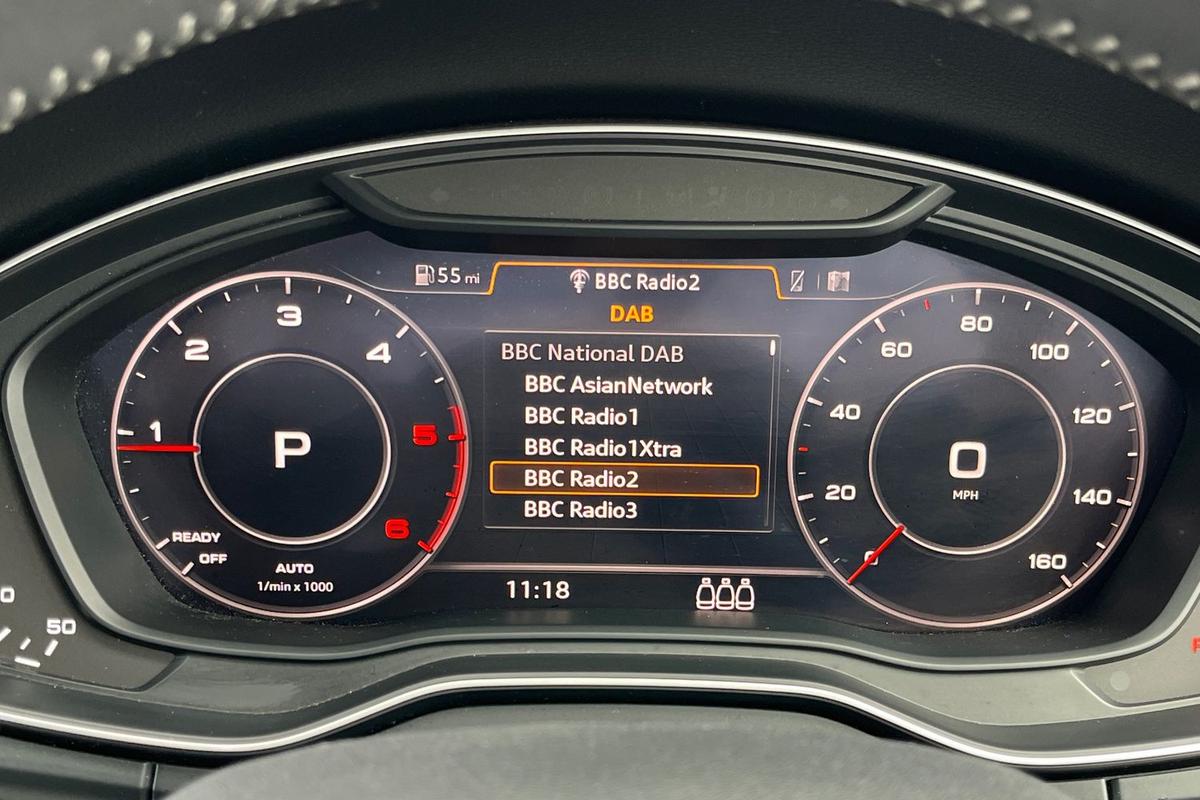 55 mi
BBC Radio2
DAB
BBC National DAB
BBC AsianNetwork
BBC Radio1
BBC Radio1Xtra
BBC Radio2
BBC Radio3
1
2
3
4
5
6
P
READY
OFF
AUTO
1/min x 1000
11:18
0
20
40
60
80
100
120
140
160
0
MPH
50